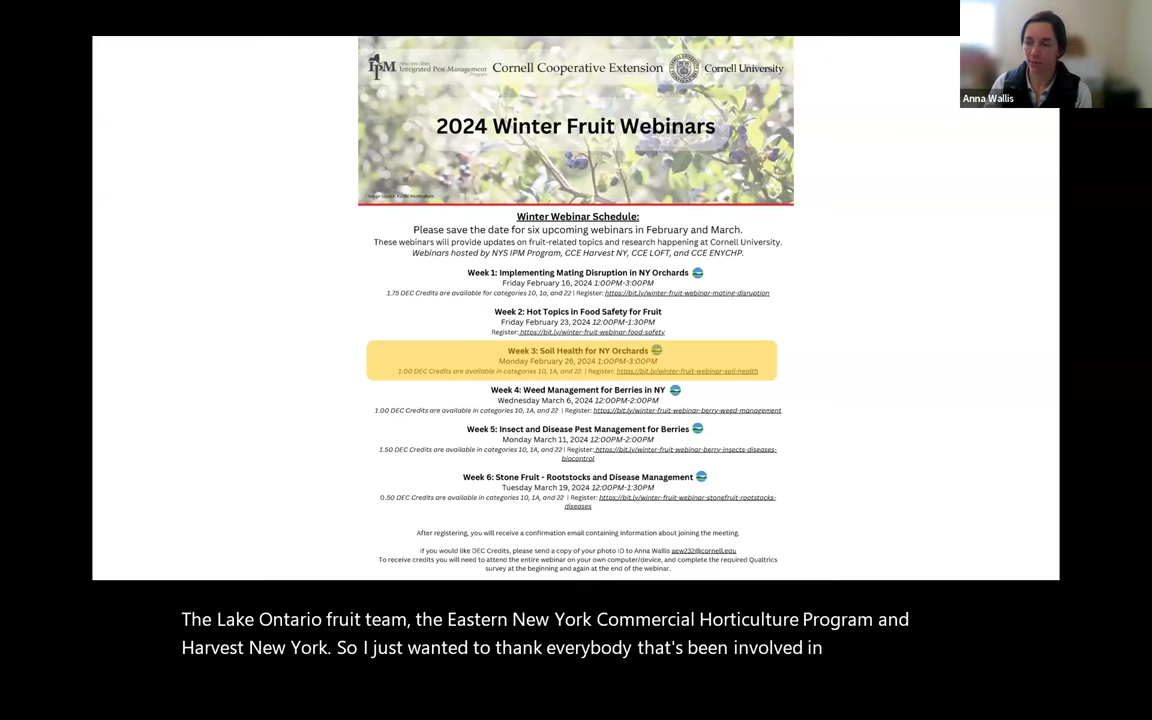 New York State
IPM Integrated Pest Management Cornell Cooperative Extension Cornell University
Program
2024 Winter Fruit Webinars
Winter Webinar Schedule:
Please save the date for six upcoming webinars in February and March.
These webinars will provide updates on fruit-related topics and research happening at Cornell University.
Webinars hosted by NYS IPM Program, CCE Harvest NY, CCE LOFT, and CCE ENYCHP.
Week 1: Implementing Mating Disruption in NY Orchards
Friday February 16, 2024 1:00PM-3:00PM
1.75 DEC Credits are available for categories 10, 1a, and 22 | Register: https://bit.ly/winter-fruit-webinar-mating-disruption
Week 2: Hot Topics in Food Safety for Fruit
Friday February 23, 2024 12:00PM-1:30PM
Register: https://bit.ly/winter-fruit-webinar-food-safety
Week 3: Soil Health for NY Orchards
Monday February 26, 2024 1:00PM-3:00PM
1.00 DEC Credits are available in categories 10, 1A, and 22 | Register: https://bit.ly/winter-fruit-webinar-soil-health
Week 4: Weed Management for Berries in NY
Wednesday March 6, 2024 12:00PM-2:00PM
1.00 DEC Credits are available in categories 10, 1A, and 22 | Register: https://bit.ly/winter-fruit-webinar-berry-weed-management
Week 5: Insect and Disease Pest Management for Berries
Monday March 11, 2024 12:00PM-2:00PM
1.50 DEC Credits are available in categories 10, 1A, and 22 | Register: https://bit.ly/winter-fruit-webinar-berry-insects-diseases-
biocontrol
Week 6: Stone Fruit - Rootstocks and Disease Management
Tuesday March 19, 2024 12:00PM-1:30PM
0.50 DEC Credits are available in categories 10, 1A, and 22 | Register: https://bit.ly/winter-fruit-webinar-stonefruit-rootstocks-
diseases
After registering, you will receive a confirmation email containing information about joining the meeting.
If you would like DEC Credits, please send a copy of your photo ID to Anna Wallis aew232@cornell.edu
To receive credits you will need to attend the entire webinar on your own computer/device, and complete the required Qualtrics
survey at the beginning and again at the end of the webinar.
Anna Wallis
The Lake Ontario fruit team, the Eastern New York Commercial Horticulture Program and
Harvest New York. So I just wanted to thank everybody that's been involved in